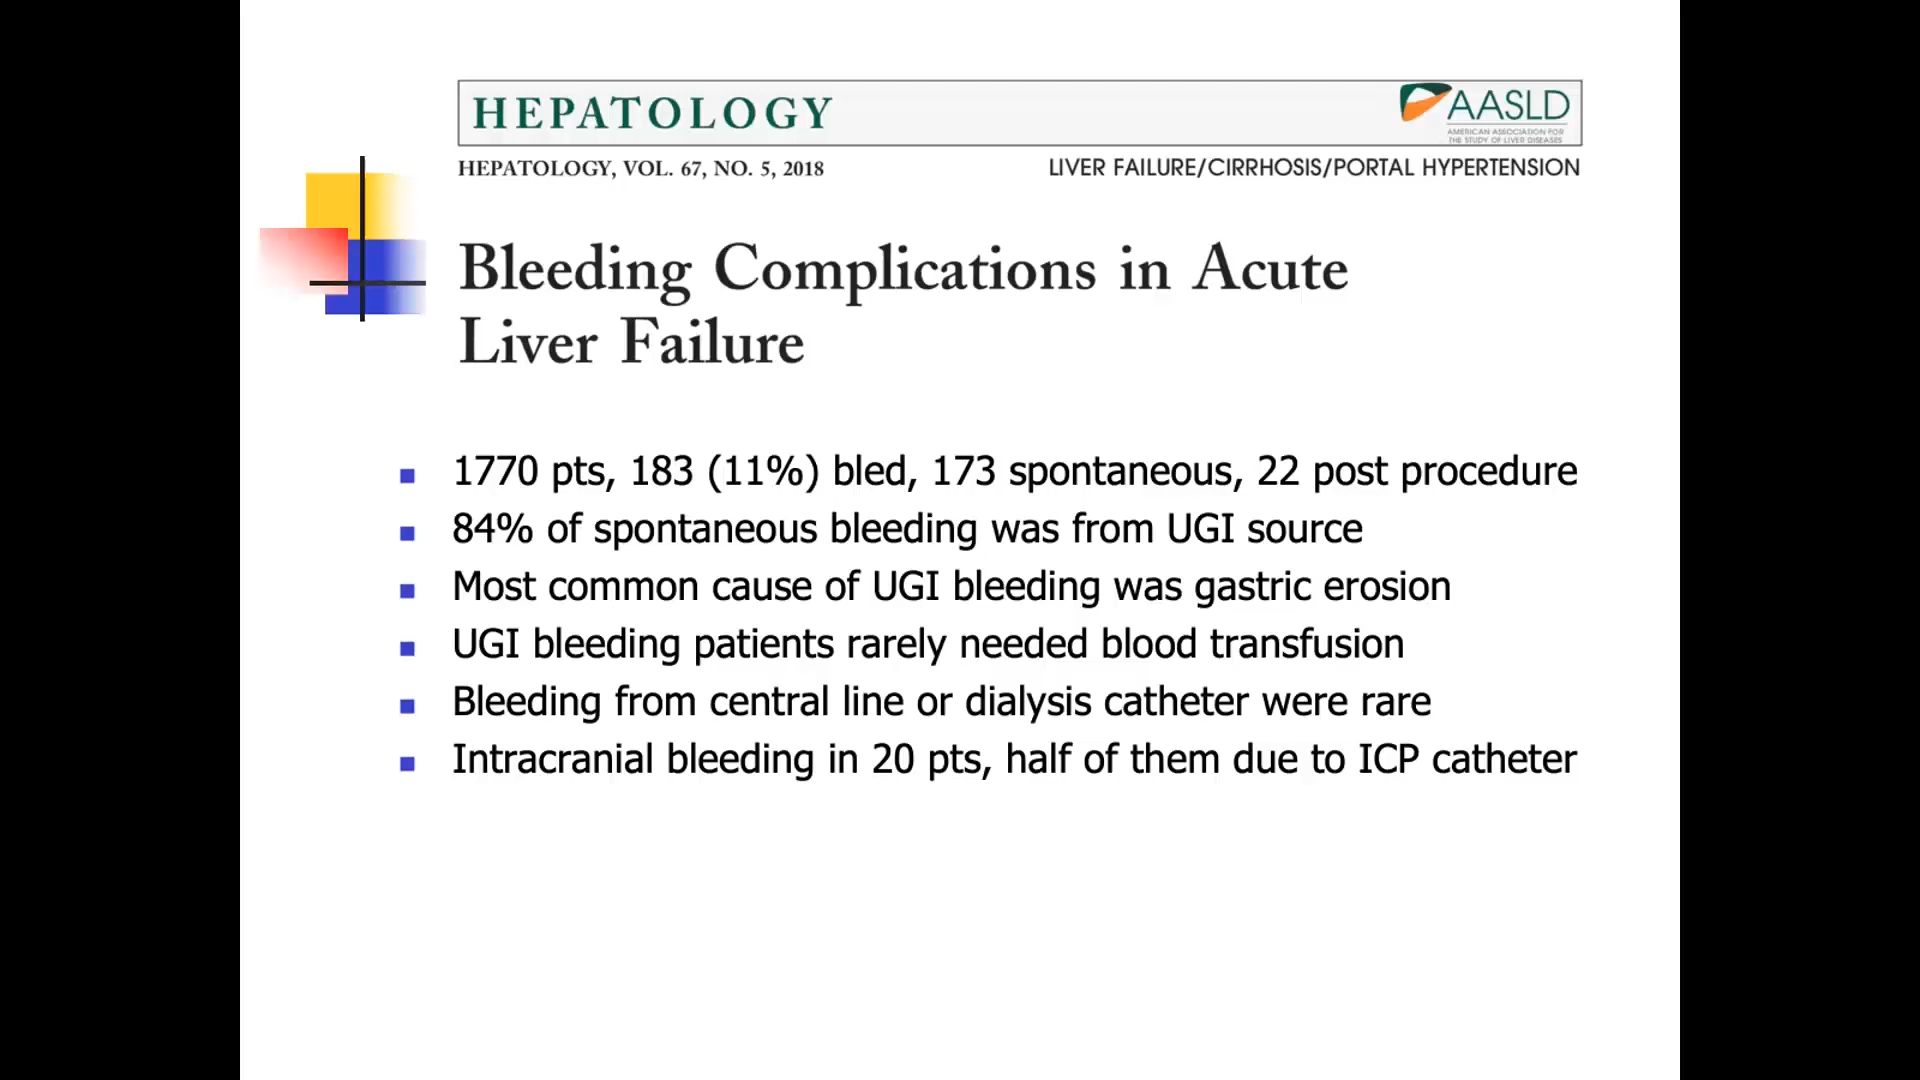 HEPATOLOGY
AASLD
AMERICAN ASSOCIATION FOR
THE STUDY OF LIVER DISEASES
HEPATOLOGY, VOL. 67, NO. 5, 2018
LIVER FAILURE/CIRRHOSIS/PORTAL HYPERTENSION
Bleeding Complications in Acute
Liver Failure
1770 pts, 183 (11%) bled, 173 spontaneous, 22 post procedure
84% of spontaneous bleeding was from UGI source
Most common cause of UGI bleeding was gastric erosion
UGI bleeding patients rarely needed blood transfusion
Bleeding from central line or dialysis catheter were rare
Intracranial bleeding in 20 pts, half of them due to ICP catheter